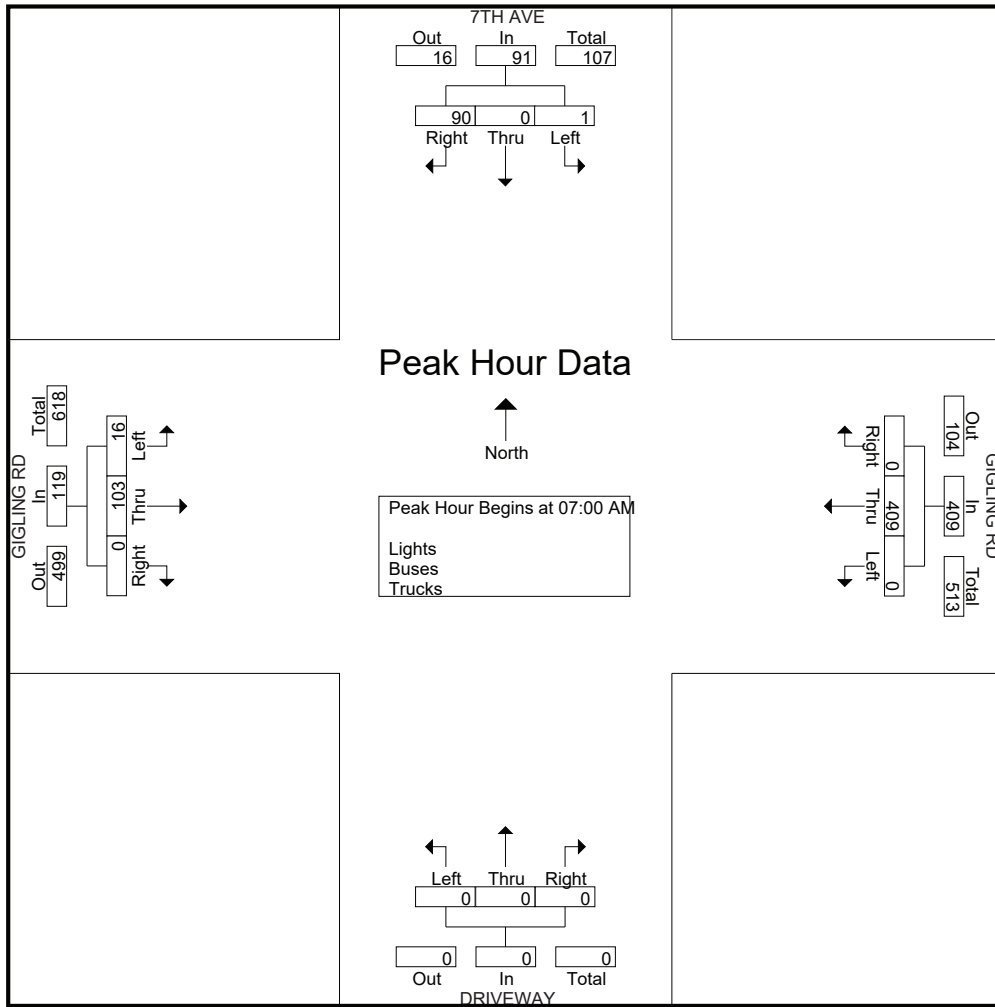 7TH AVE
Out In Total
16 91 107
90 0 1
Right Thru Left
Peak Hour Data
North
Peak Hour Begins at 07:00 AM
Lights
Buses
Trucks
GIGLING RD
Out In Total
499 119 618
0 103 16
Right Thru Left
GIGLING RD
Out In Total
104 409 513
Right Thru Left
0 409 0
Left Thru Right
0 0 0
0 0 0
Out In Total
DRIVEWAY